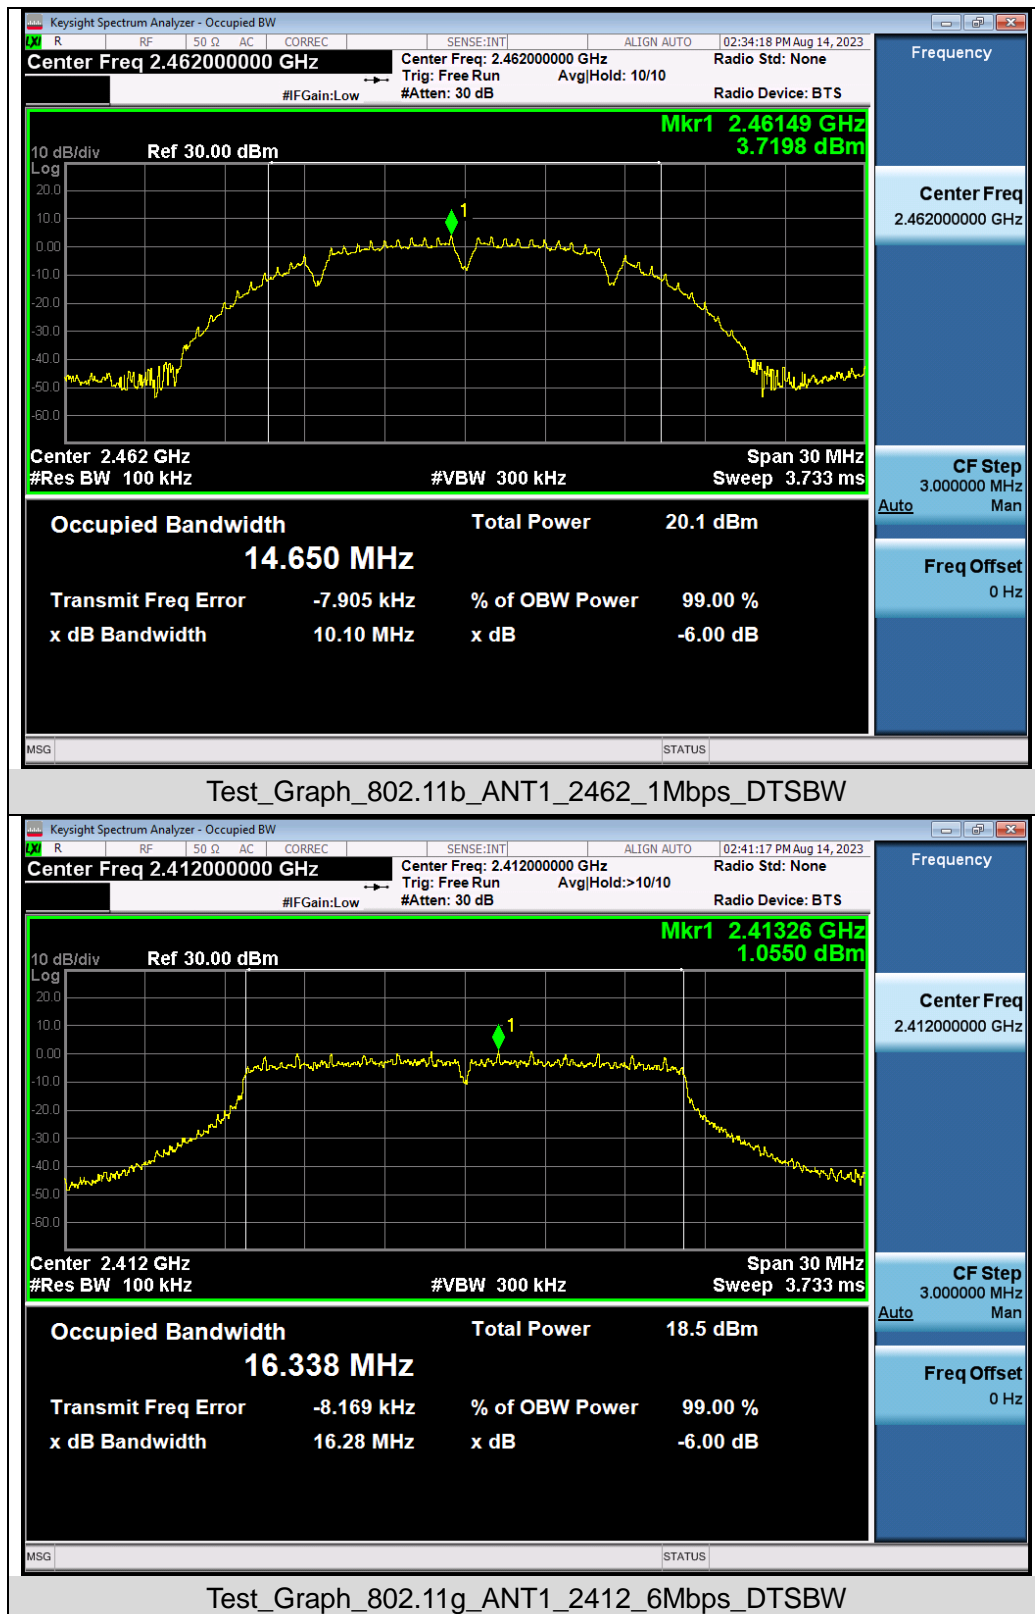 Keysight Spectrum Analyzer - Occupied BW
LXI R RF 50 Ω AC CORREC SENSE:INT ALIGN AUTO 02:34:18 PM Aug 14, 2023
Center Freq 2.462000000 GHz
Center Freq: 2.462000000 GHz
Radio Std: None
Trig: Free Run Avg|Hold: 10/10
#IFGain:Low
#Atten: 30 dB
Radio Device: BTS
Frequency
Mkr1 2.46149 GHz
3.7198 dBm
10 dB/div Ref 30.00 dBm
Log
20.0
10.0
0.00
-10.0
-20.0
-30.0
-40.0
-50.0
-60.0
1
Center Freq
2.462000000 GHz
Center 2.462 GHz Span 30 MHz
#Res BW 100 kHz #VBW 300 kHz Sweep 3.733 ms
CF Step
3.000000 MHz
Auto Man
Occupied Bandwidth Total Power 20.1 dBm
14.650 MHz
Transmit Freq Error -7.905 kHz % of OBW Power 99.00 %
x dB Bandwidth 10.10 MHz x dB -6.00 dB
Freq Offset
0 Hz
MSG STATUS
Test_Graph_802.11b_ANT1_2462_1Mbps_DTSBW
Keysight Spectrum Analyzer - Occupied BW
LXI R RF 50 Ω AC CORREC SENSE:INT ALIGN AUTO 02:41:17 PM Aug 14, 2023
Center Freq 2.412000000 GHz
Center Freq: 2.412000000 GHz
Radio Std: None
Trig: Free Run Avg|Hold:>10/10
#IFGain:Low
#Atten: 30 dB
Radio Device: BTS
Frequency
Mkr1 2.41326 GHz
1.0550 dBm
10 dB/div Ref 30.00 dBm
Log
20.0
10.0
0.00
-10.0
-20.0
-30.0
-40.0
-50.0
-60.0
1
Center Freq
2.412000000 GHz
Center 2.412 GHz Span 30 MHz
#Res BW 100 kHz #VBW 300 kHz Sweep 3.733 ms
CF Step
3.000000 MHz
Auto Man
Occupied Bandwidth Total Power 18.5 dBm
16.338 MHz
Transmit Freq Error -8.169 kHz % of OBW Power 99.00 %
x dB Bandwidth 16.28 MHz x dB -6.00 dB
Freq Offset
0 Hz
MSG STATUS
Test_Graph_802.11g_ANT1_2412_6Mbps_DTSBW